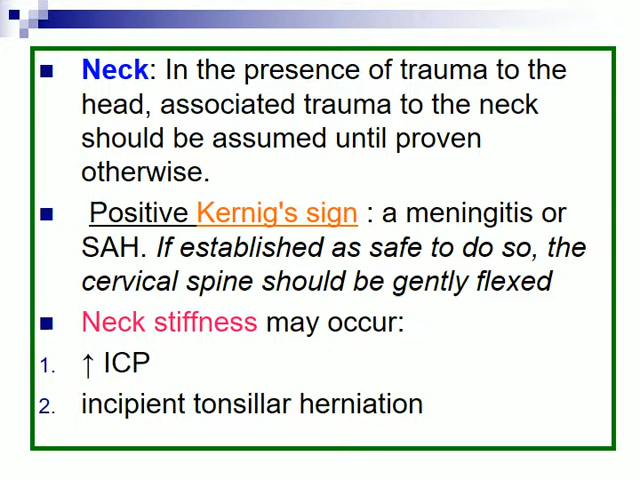 Neck: In the presence of trauma to the
head, associated trauma to the neck
should be assumed until proven
otherwise.
Positive Kernig's sign : a meningitis or
SAH. If established as safe to do so, the
cervical spine should be gently flexed
Neck stiffness may occur:
1. ↑ ICP
2. incipient tonsillar herniation